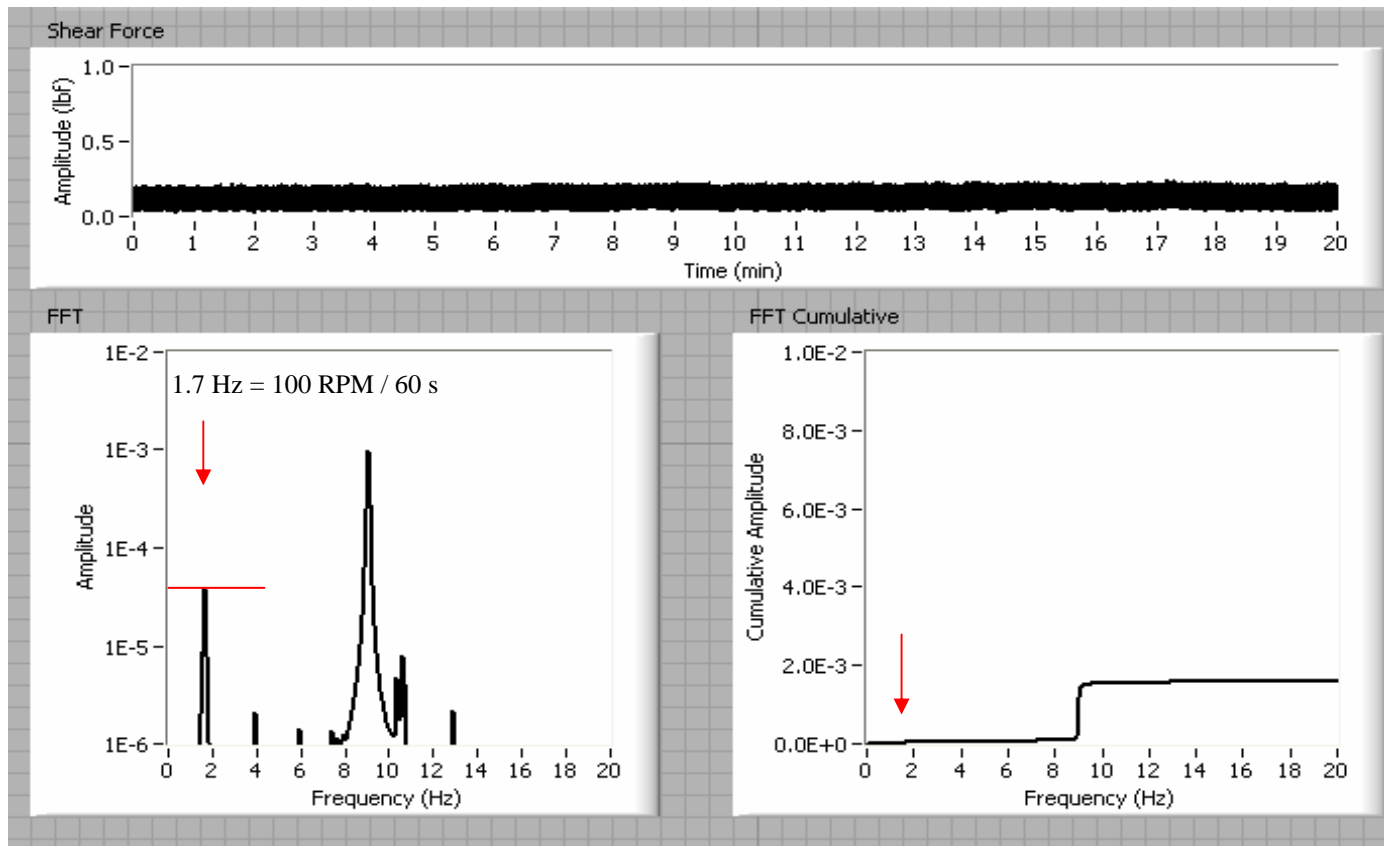 Shear Force
1.0
0.5
0.0
Amplitude (lbf)
0 1 2 3 4 5 6 7 8 9 10 11 12 13 14 15 16 17 18 19 20
Time (min)
FFT
1E-2
1E-3
1E-4
1E-5
1E-6
Amplitude
1.7 Hz = 100 RPM / 60 s
0 2 4 6 8 10 12 14 16 18 20
Frequency (Hz)
FFT Cumulative
1.0E-2
8.0E-3
6.0E-3
4.0E-3
2.0E-3
0.0E+0
Cumulative Amplitude
0 2 4 6 8 10 12 14 16 18 20
Frequency (Hz)